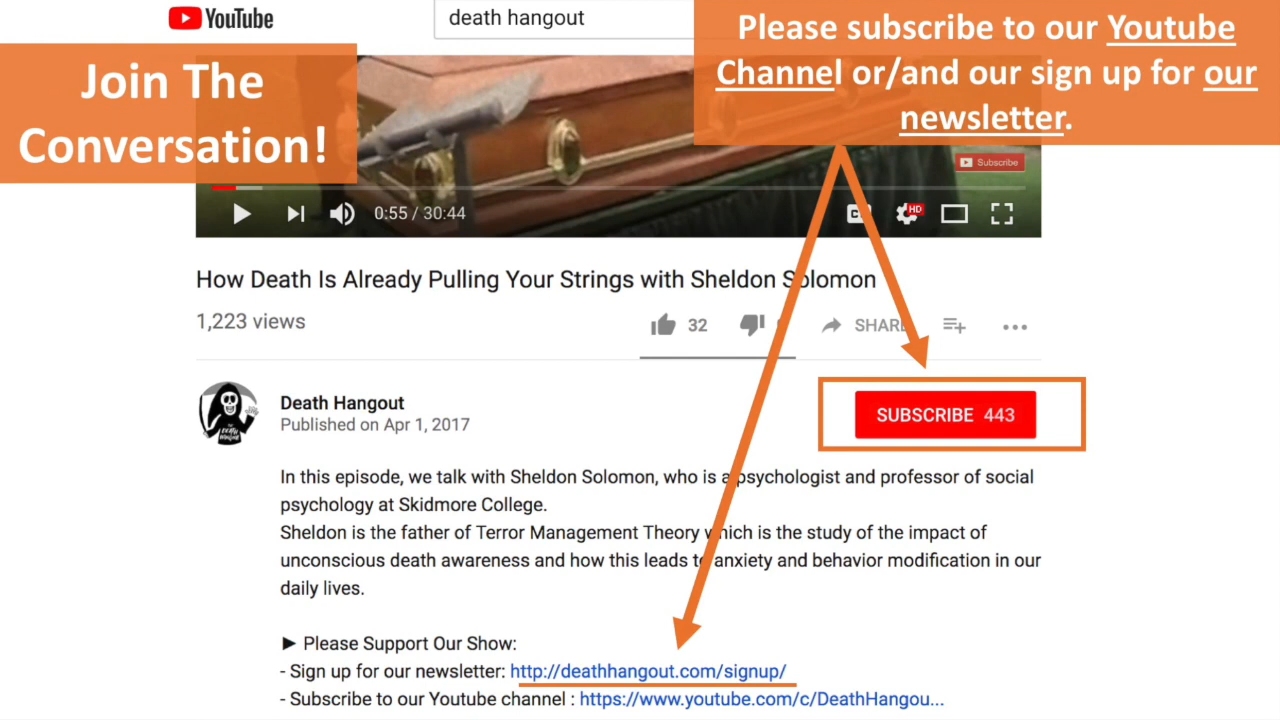 YouTube
death hangout
Please subscribe to our Youtube
Channel or/and our sign up for our
newsletter.
Join The
Conversation!
Subscribe
0:55 / 30:44
HD
How Death Is Already Pulling Your Strings with Sheldon Solomon
1,223 views
32
SHARE
Death Hangout
Published on Apr 1, 2017
SUBSCRIBE 443
In this episode, we talk with Sheldon Solomon, who is a psychologist and professor of social
psychology at Skidmore College.
Sheldon is the father of Terror Management Theory which is the study of the impact of
unconscious death awareness and how this leads to anxiety and behavior modification in our
daily lives.
► Please Support Our Show:
- Sign up for our newsletter: http://deathhangout.com/signup/
- Subscribe to our Youtube channel : https://www.youtube.com/c/DeathHangou...